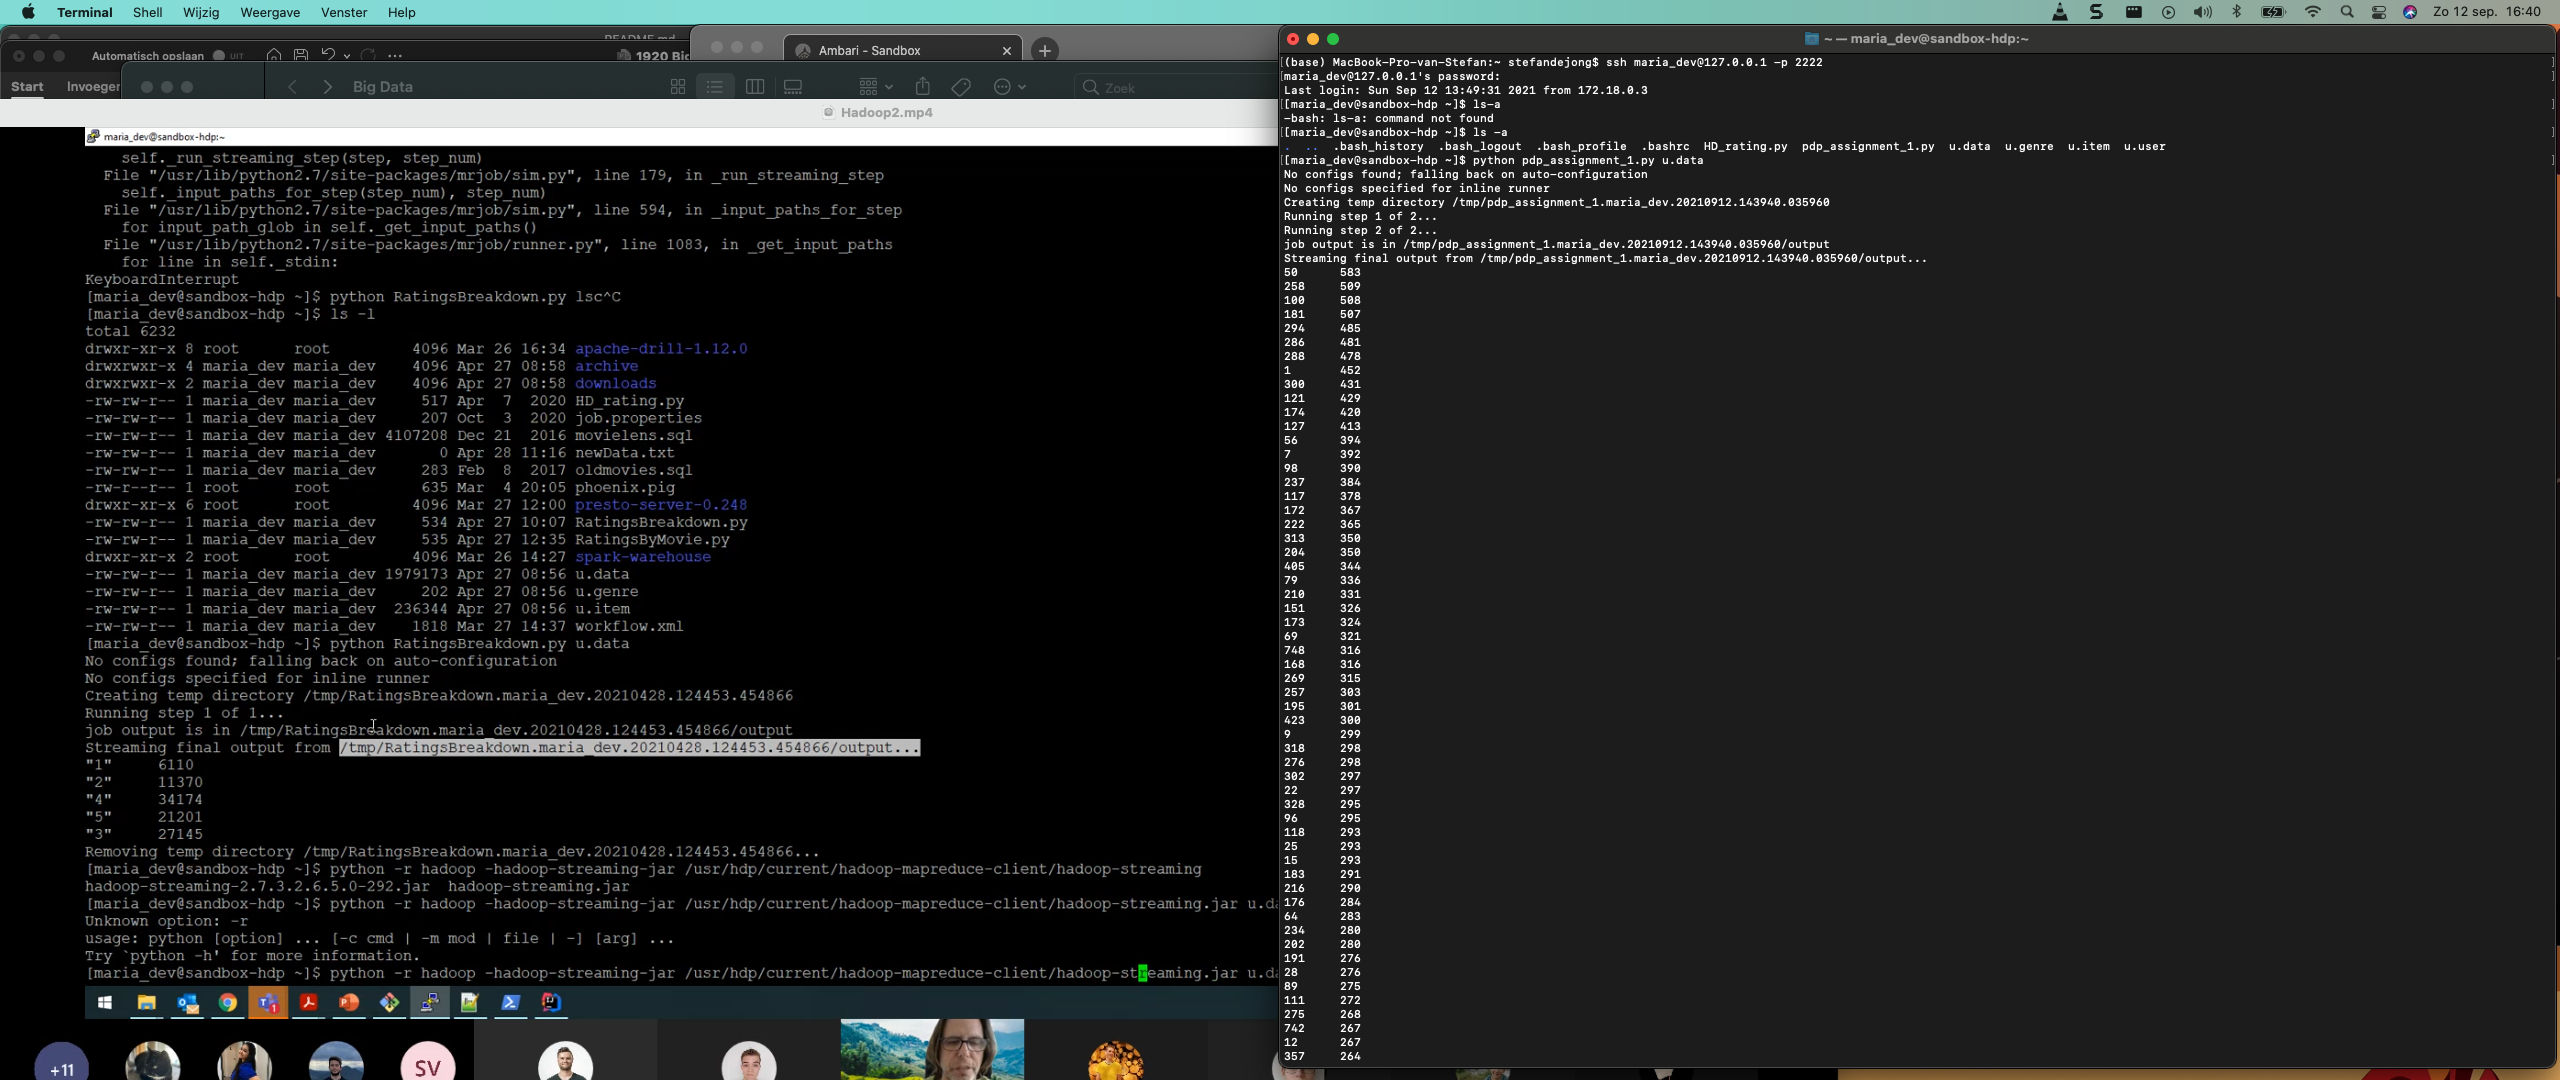 Terminal Shell Wijzig Weergave Venster Help Zo 12 sep. 16:40
README.md
Automatisch opslaan UIT ... 1920 Bi
Ambari - Sandbox
Start Invoeger
Big Data
Zoek
Hadoop2.mp4
maria_dev@sandbox-hdp:~
self._run_streaming_step(step, step_num)
File "/usr/lib/python2.7/site-packages/mrjob/sim.py", line 179, in _run_streaming_step
self._input_paths_for_step(step_num), step_num)
File "/usr/lib/python2.7/site-packages/mrjob/sim.py", line 594, in _input_paths_for_step
for input_path_glob in self._get_input_paths()
File "/usr/lib/python2.7/site-packages/mrjob/runner.py", line 1083, in _get_input_paths
for line in self._stdin:
KeyboardInterrupt
[maria_dev@sandbox-hdp ~]$ python RatingsBreakdown.py lsc^C
[maria_dev@sandbox-hdp ~]$ ls -l
total 6232
drwxr-xr-x 8 root root 4096 Mar 26 16:34 apache-drill-1.12.0
drwxrwxr-x 4 maria_dev maria_dev 4096 Apr 27 08:58 archive
drwxrwxr-x 2 maria_dev maria_dev 4096 Apr 27 08:58 downloads
-rw-rw-r-- 1 maria_dev maria_dev 517 Apr 7 2020 HD_rating.py
-rw-rw-r-- 1 maria_dev maria_dev 207 Oct 3 2020 job.properties
-rw-rw-r-- 1 maria_dev maria_dev 4107208 Dec 21 2016 movielens.sql
-rw-rw-r-- 1 maria_dev maria_dev 0 Apr 28 11:16 newData.txt
-rw-rw-r-- 1 maria_dev maria_dev 283 Feb 8 2017 oldmovies.sql
-rw-r--r-- 1 root root 635 Mar 4 20:05 phoenix.pig
drwxr-xr-x 6 root root 4096 Mar 27 12:00 presto-server-0.248
-rw-rw-r-- 1 maria_dev maria_dev 534 Apr 27 10:07 RatingsBreakdown.py
-rw-rw-r-- 1 maria_dev maria_dev 535 Apr 27 12:35 RatingsByMovie.py
drwxr-xr-x 2 root root 4096 Mar 26 14:27 spark-warehouse
-rw-rw-r-- 1 maria_dev maria_dev 1979173 Apr 27 08:56 u.data
-rw-rw-r-- 1 maria_dev maria_dev 202 Apr 27 08:56 u.genre
-rw-rw-r-- 1 maria_dev maria_dev 236344 Apr 27 08:56 u.item
-rw-rw-r-- 1 maria_dev maria_dev 1818 Mar 27 14:37 workflow.xml
[maria_dev@sandbox-hdp ~]$ python RatingsBreakdown.py u.data
No configs found; falling back on auto-configuration
No configs specified for inline runner
Creating temp directory /tmp/RatingsBreakdown.maria_dev.20210428.124453.454866
Running step 1 of 1...
job output is in /tmp/RatingsBreakdown.maria_dev.20210428.124453.454866/output
Streaming final output from /tmp/RatingsBreakdown.maria_dev.20210428.124453.454866/output...
"1" 6110
"2" 11370
"4" 34174
"5" 21201
"3" 27145
Removing temp directory /tmp/RatingsBreakdown.maria_dev.20210428.124453.454866...
[maria_dev@sandbox-hdp ~]$ python -r hadoop -hadoop-streaming-jar /usr/hdp/current/hadoop-mapreduce-client/hadoop-streaming
hadoop-streaming-2.7.3.2.6.5.0-292.jar hadoop-streaming.jar
[maria_dev@sandbox-hdp ~]$ python -r hadoop -hadoop-streaming-jar /usr/hdp/current/hadoop-mapreduce-client/hadoop-streaming.jar u.da
Unknown option: -r
usage: python [option] ... [-c cmd | -m mod | file | -] [arg] ...
Try `python -h' for more information.
[maria_dev@sandbox-hdp ~]$ python -r hadoop -hadoop-streaming-jar /usr/hdp/current/hadoop-mapreduce-client/hadoop-streaming.jar u.da
+11 SV
~ — maria_dev@sandbox-hdp:~
(base) MacBook-Pro-van-Stefan:~ stefandejong$ ssh maria_dev@127.0.0.1 -p 2222
maria_dev@127.0.0.1's password:
Last login: Sun Sep 12 13:49:31 2021 from 172.18.0.3
[maria_dev@sandbox-hdp ~]$ ls-a
-bash: ls-a: command not found
[maria_dev@sandbox-hdp ~]$ ls -a
. .. .bash_history .bash_logout .bash_profile .bashrc HD_rating.py pdp_assignment_1.py u.data u.genre u.item u.user
[maria_dev@sandbox-hdp ~]$ python pdp_assignment_1.py u.data
No configs found; falling back on auto-configuration
No configs specified for inline runner
Creating temp directory /tmp/pdp_assignment_1.maria_dev.20210912.143940.035960
Running step 1 of 2...
Running step 2 of 2...
job output is in /tmp/pdp_assignment_1.maria_dev.20210912.143940.035960/output
Streaming final output from /tmp/pdp_assignment_1.maria_dev.20210912.143940.035960/output...
50 583
258 509
100 508
181 507
294 485
286 481
288 478
1 452
300 431
121 429
174 420
127 413
56 394
7 392
98 390
237 384
117 378
172 367
222 365
313 350
204 350
405 344
79 336
210 331
151 326
173 324
69 321
748 316
168 316
269 315
257 303
195 301
423 300
9 299
318 298
276 298
302 297
22 297
328 295
96 295
118 293
25 293
15 293
183 291
216 290
176 284
64 283
234 280
202 280
191 276
28 276
89 275
111 272
275 268
742 267
12 267
357 264